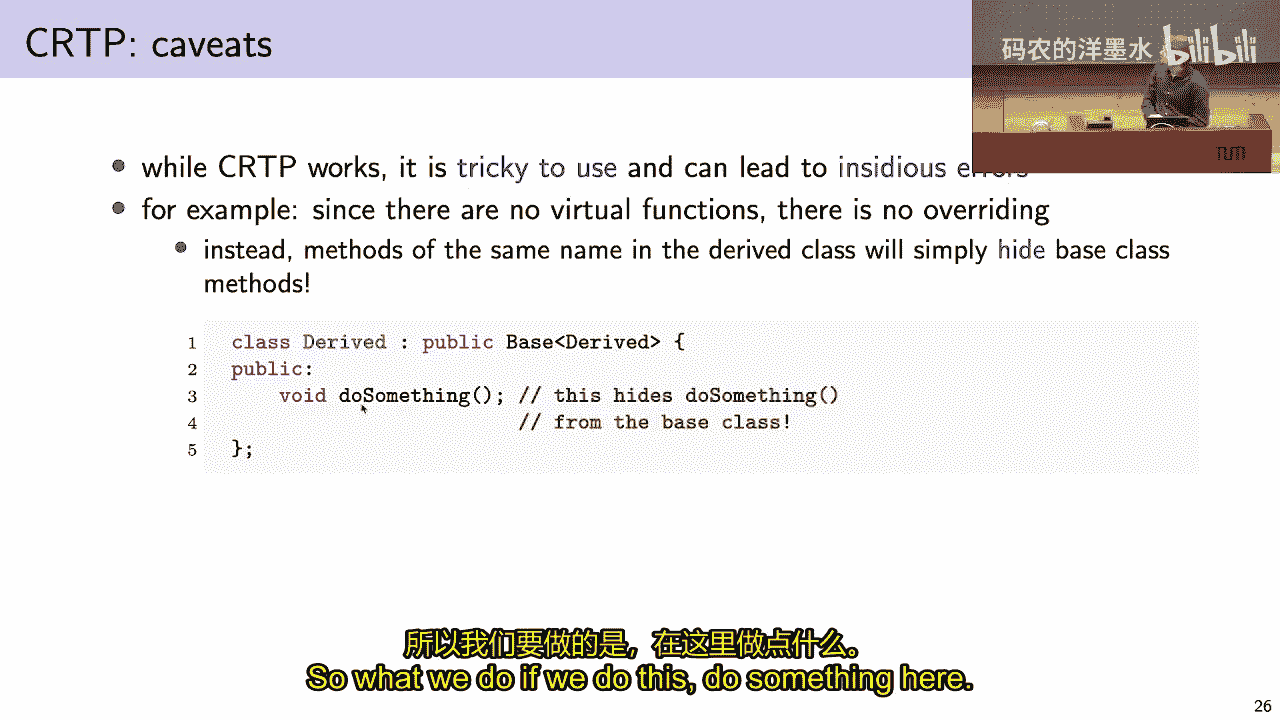 CRTP: caveats
码农的洋墨水 bilibili
TUM
while CRTP works, it is tricky to use and can lead to insidious errors
for example: since there are no virtual functions, there is no overriding
instead, methods of the same name in the derived class will simply hide base class
methods!
1 class Derived : public Base<Derived> {
2 public:
3 void doSomething(); // this hides doSomething()
4 // from the base class!
5 };
所以我们要做的是，在这里做点什么。
So what we do if we do this, do something here.
26